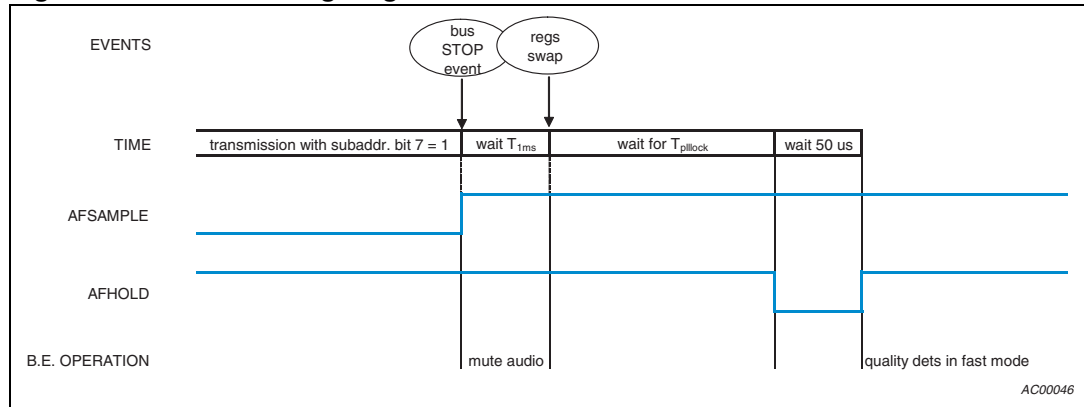 EVENTS
bus
STOP
event
regs
swap
TIME
transmission with subaddr. bit 7 = 1
wait T1ms
wait for Tplllock
wait 50 us
AFSAMPLE
AFHOLD
B.E. OPERATION
mute audio
quality dets in fast mode
AC00046